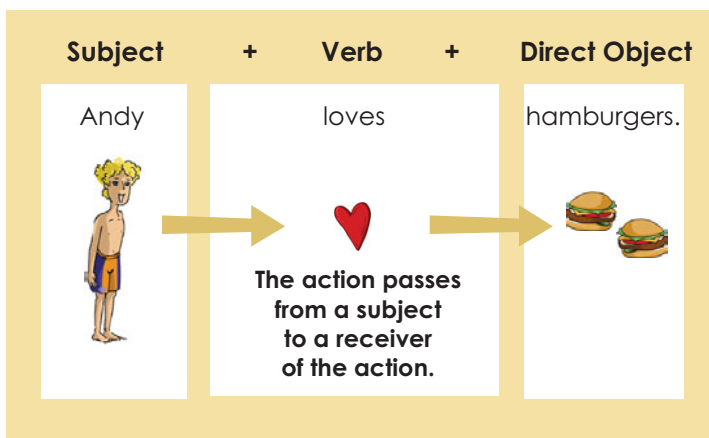 Subject + Verb + Direct Object
Andy loves hamburgers.
The action passes
from a subject
to a receiver
of the action.